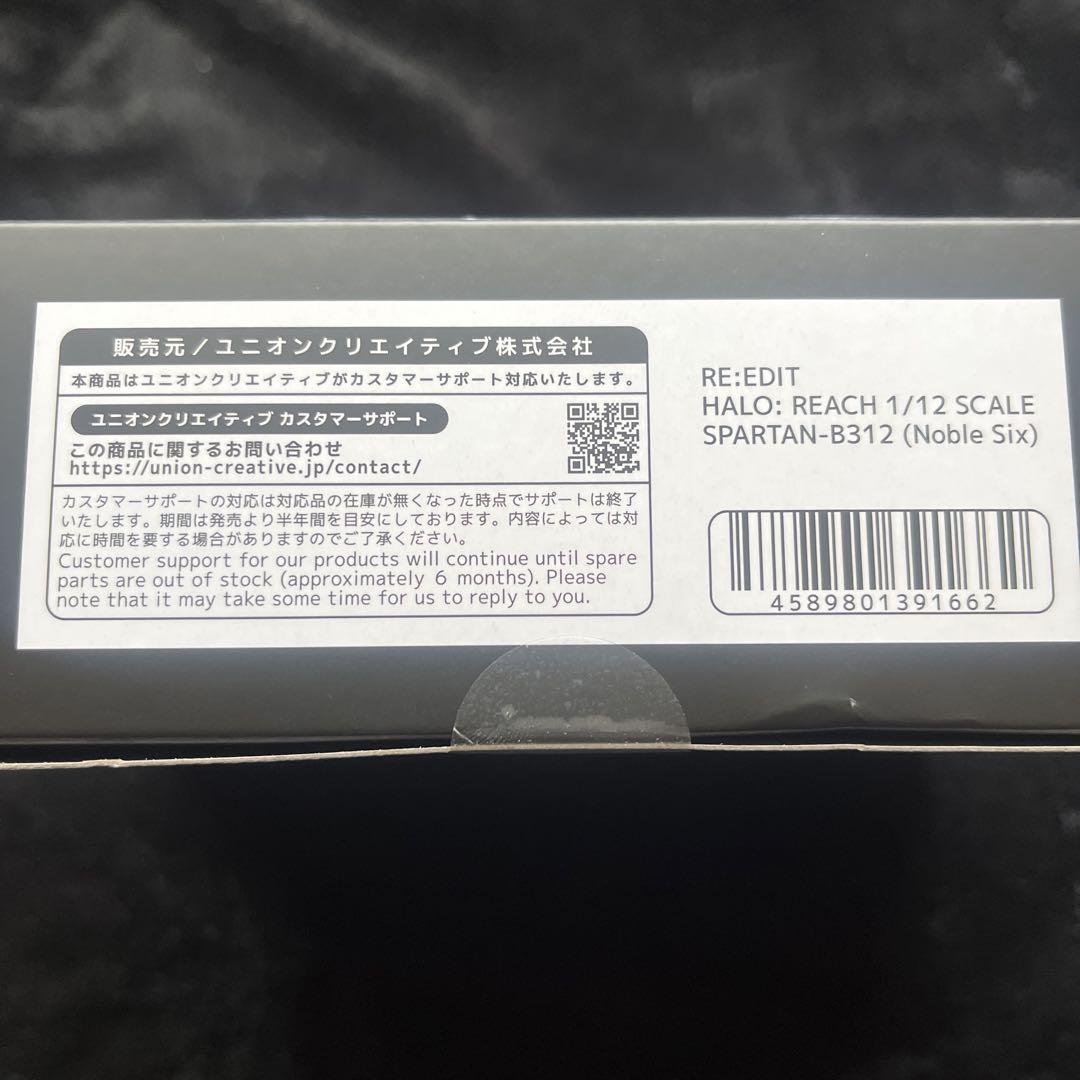 販売元/ユニオンクリエイティブ株式会社
本商品はユニオンクリエイティブがカスタマーサポート対応いたします。
ユニオンクリエイティブ カスタマーサポート
この商品に関するお問い合わせ
https://union-creative.jp/contact/
カスタマーサポートの対応は対応品の在庫が無くなった時点でサポートは終了
いたします。期間は発売より半年間を目安にしております。内容によっては対
応に時間を要する場合がありますのでご了承ください。
Customer support for our products will continue until spare
parts are out of stock (approximately 6 months). Please
note that it may take some time for us to reply to you.
RE:EDIT
HALO: REACH 1/12 SCALE
SPARTAN-B312 (Noble Six)
4589801391662